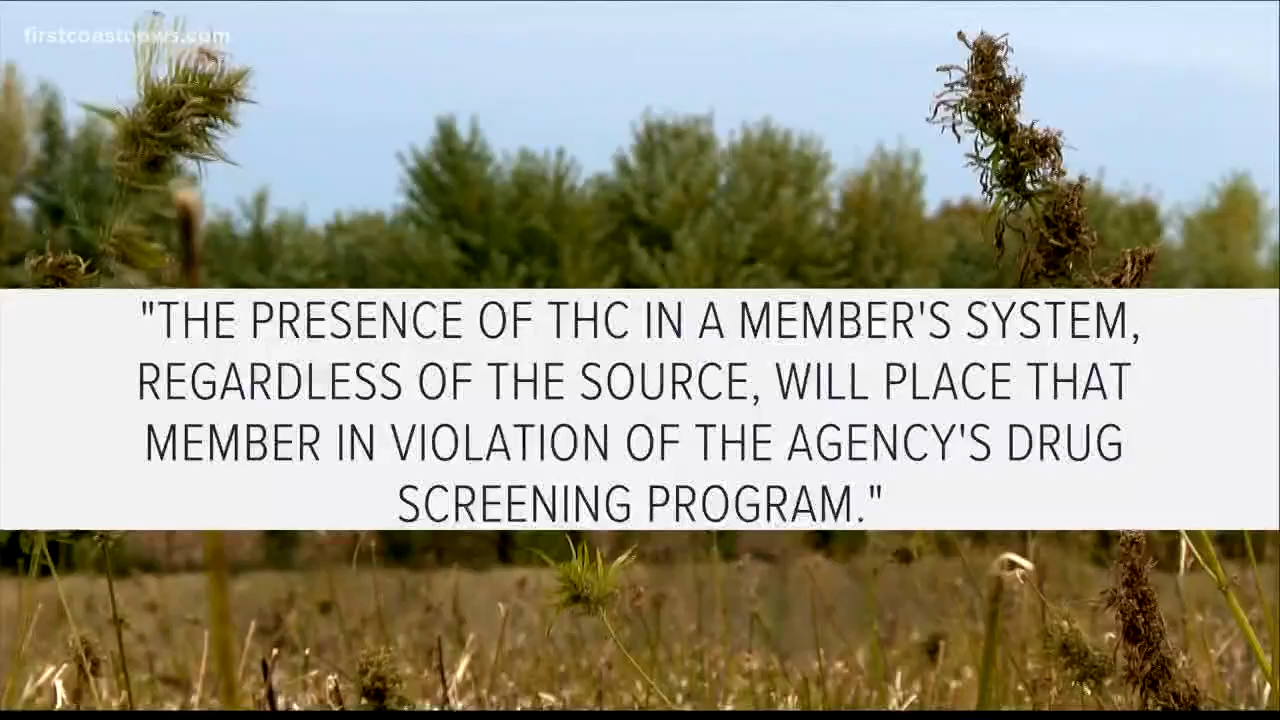 firstcoastnews.com
"THE PRESENCE OF THC IN A MEMBER'S SYSTEM,
REGARDLESS OF THE SOURCE, WILL PLACE THAT
MEMBER IN VIOLATION OF THE AGENCY'S DRUG
SCREENING PROGRAM."